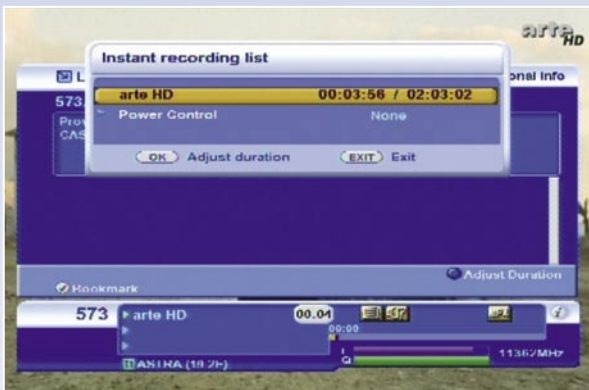 arte HD
Instant recording list
L
onal Info
573
arte HD 00:03:56 / 02:03:02
Prov
CAS
Power Control None
OK Adjust duration EXIT Exit
Adjust Duration
Bookmark
573 arte HD 00.04
00:00
ASTRA (19.2E)
L
Q
11362MHz